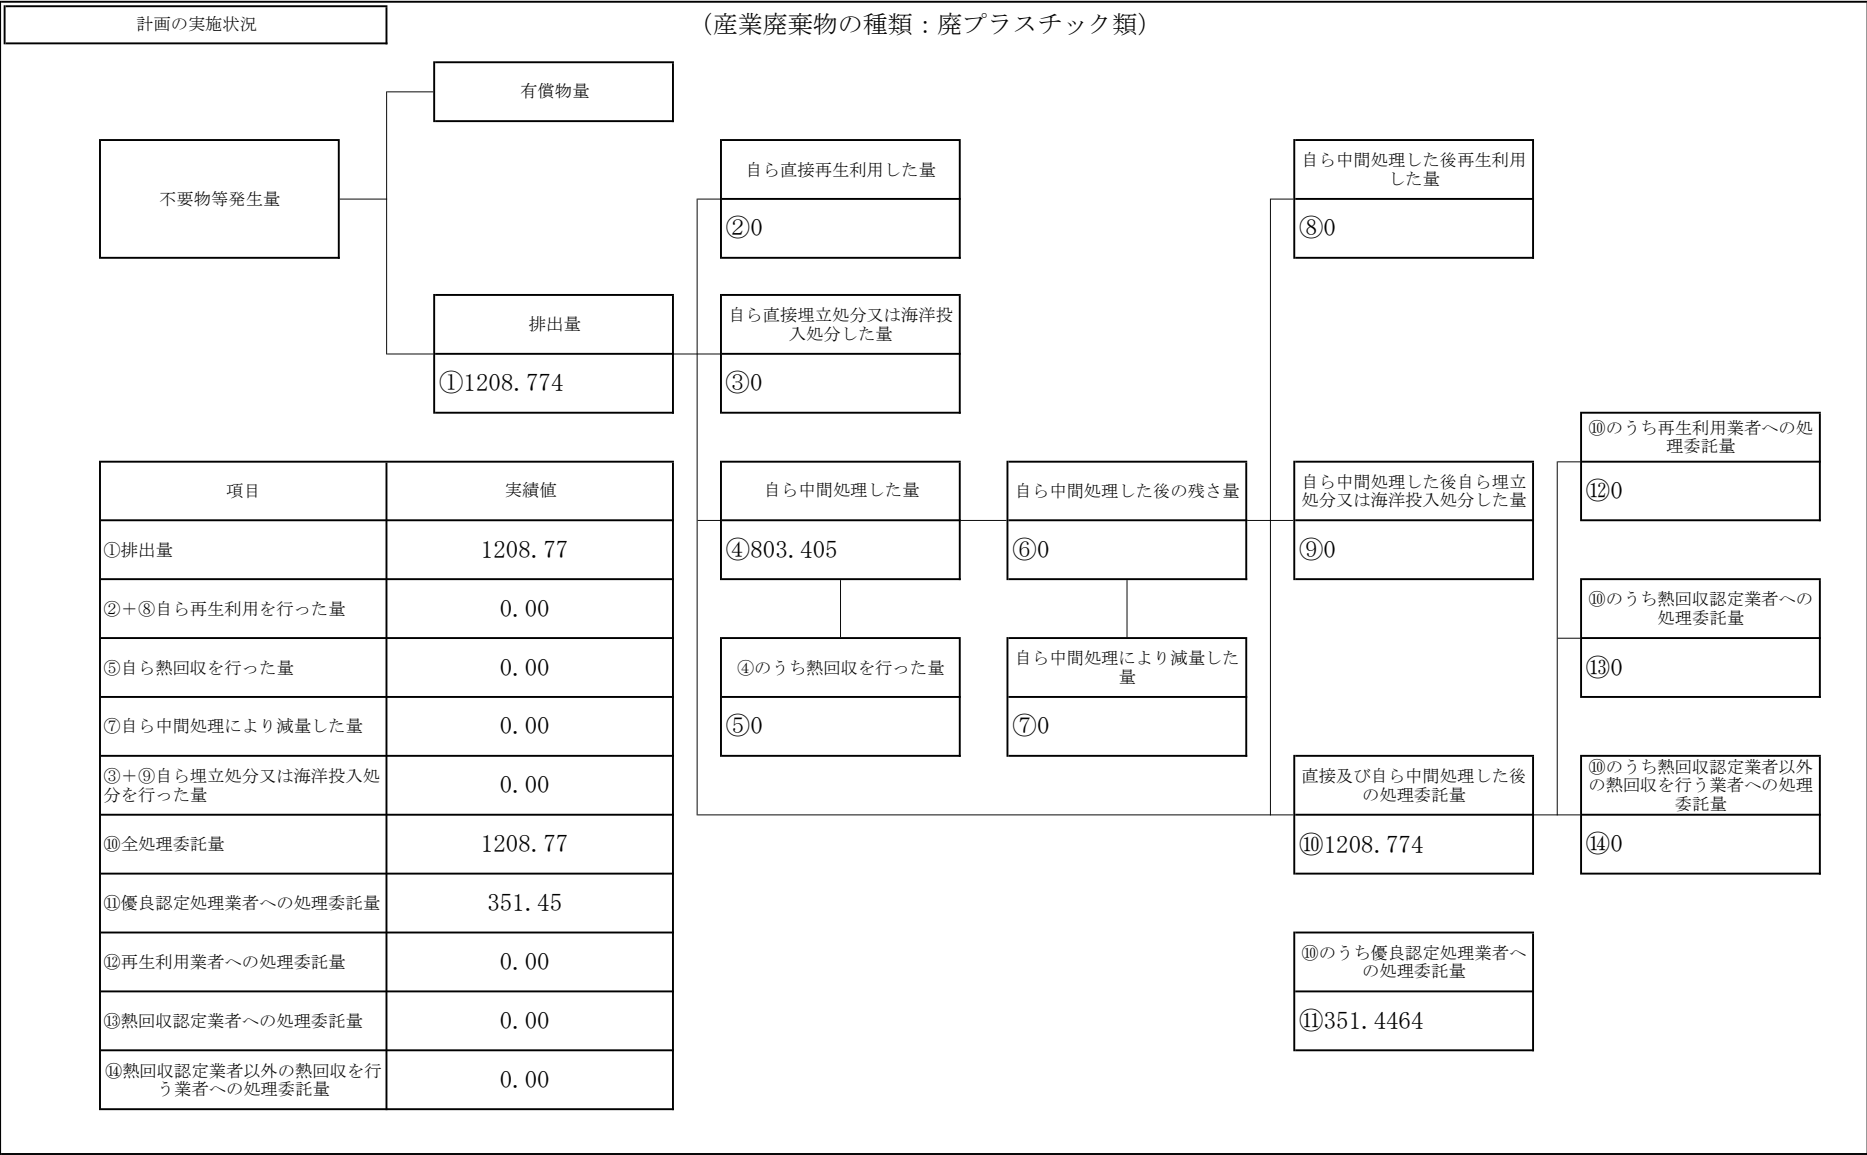 計画の実施状況
（産業廃棄物の種類：廃プラスチック類）
有償物量
不要物等発生量
自ら直接再生利用した量
②0
自ら中間処理した後再生利用
した量
⑧0
排出量
①1208.774
自ら直接埋立処分又は海洋投
入処分した量
③0
⑩のうち再生利用業者への処
理委託量
⑫0
自ら中間処理した量
④803.405
自ら中間処理した後の残さ量
⑥0
自ら中間処理した後自ら埋立
処分又は海洋投入処分した量
⑨0
⑩のうち熱回収認定業者への
処理委託量
⑬0
④のうち熱回収を行った量
⑤0
自ら中間処理により減量した
量
⑦0
直接及び自ら中間処理した後
の処理委託量
⑩1208.774
⑩のうち熱回収認定業者以外
の熱回収を行う業者への処理
委託量
⑭0
⑩のうち優良認定処理業者へ
の処理委託量
⑪351.4464
項目 実績値
①排出量 1208.77
②＋⑧自ら再生利用を行った量 0.00
⑤自ら熱回収を行った量 0.00
⑦自ら中間処理により減量した量 0.00
③＋⑨自ら埋立処分又は海洋投入処
分を行った量 0.00
⑩全処理委託量 1208.77
⑪優良認定処理業者への処理委託量 351.45
⑫再生利用業者への処理委託量 0.00
⑬熱回収認定業者への処理委託量 0.00
⑭熱回収認定業者以外の熱回収を行
う業者への処理委託量 0.00